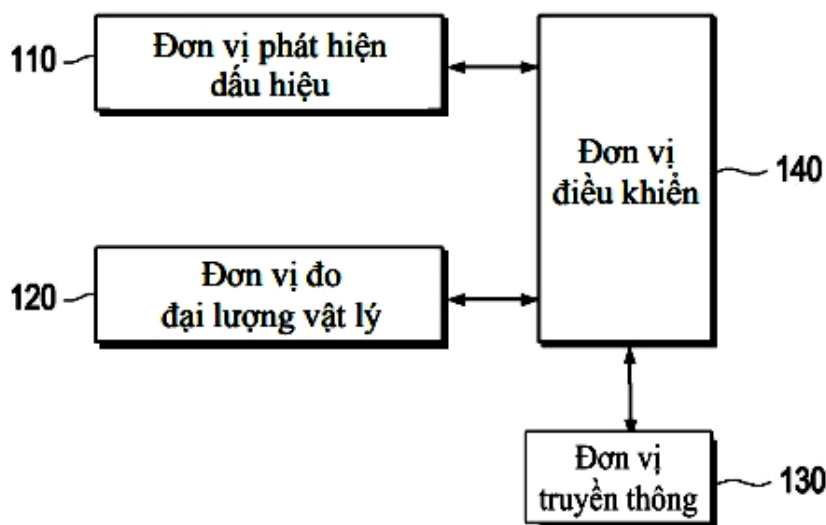 110
Đơn vị phát hiện
dấu hiệu
Đơn vị
điều khiển
140
120
Đơn vị đo
đại lượng vật lý
Đơn vị
truyền thông
130